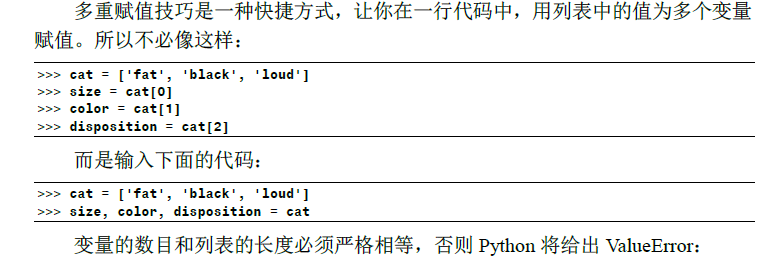 多重赋值技巧是一种快捷方式，让你在一行代码中，用列表中的值为多个变量
赋值。所以不必像这样：
>>> cat = ['fat', 'black', 'loud']
>>> size = cat[0]
>>> color = cat[1]
>>> disposition = cat[2]
而是输入下面的代码：
>>> cat = ['fat', 'black', 'loud']
>>> size, color, disposition = cat
变量的数目和列表的长度必须严格相等，否则 Python 将给出 ValueError：